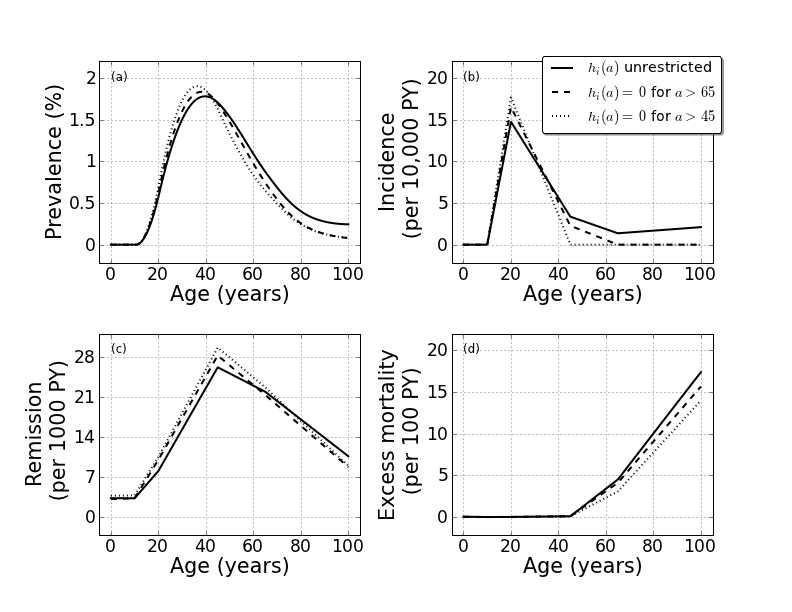 (a)
2
1.5
1
0.5
0
Prevalence (%)
0 20 40 60 80 100
Age (years)
(b)
h_i(a) unrestricted
h_i(a) = 0 for a > 65
h_i(a) = 0 for a > 45
20
15
10
5
0
Incidence
(per 10,000 PY)
0 20 40 60 80 100
Age (years)
(c)
28
21
14
7
0
Remission
(per 1000 PY)
0 20 40 60 80 100
Age (years)
(d)
20
15
10
5
0
Excess mortality
(per 100 PY)
0 20 40 60 80 100
Age (years)